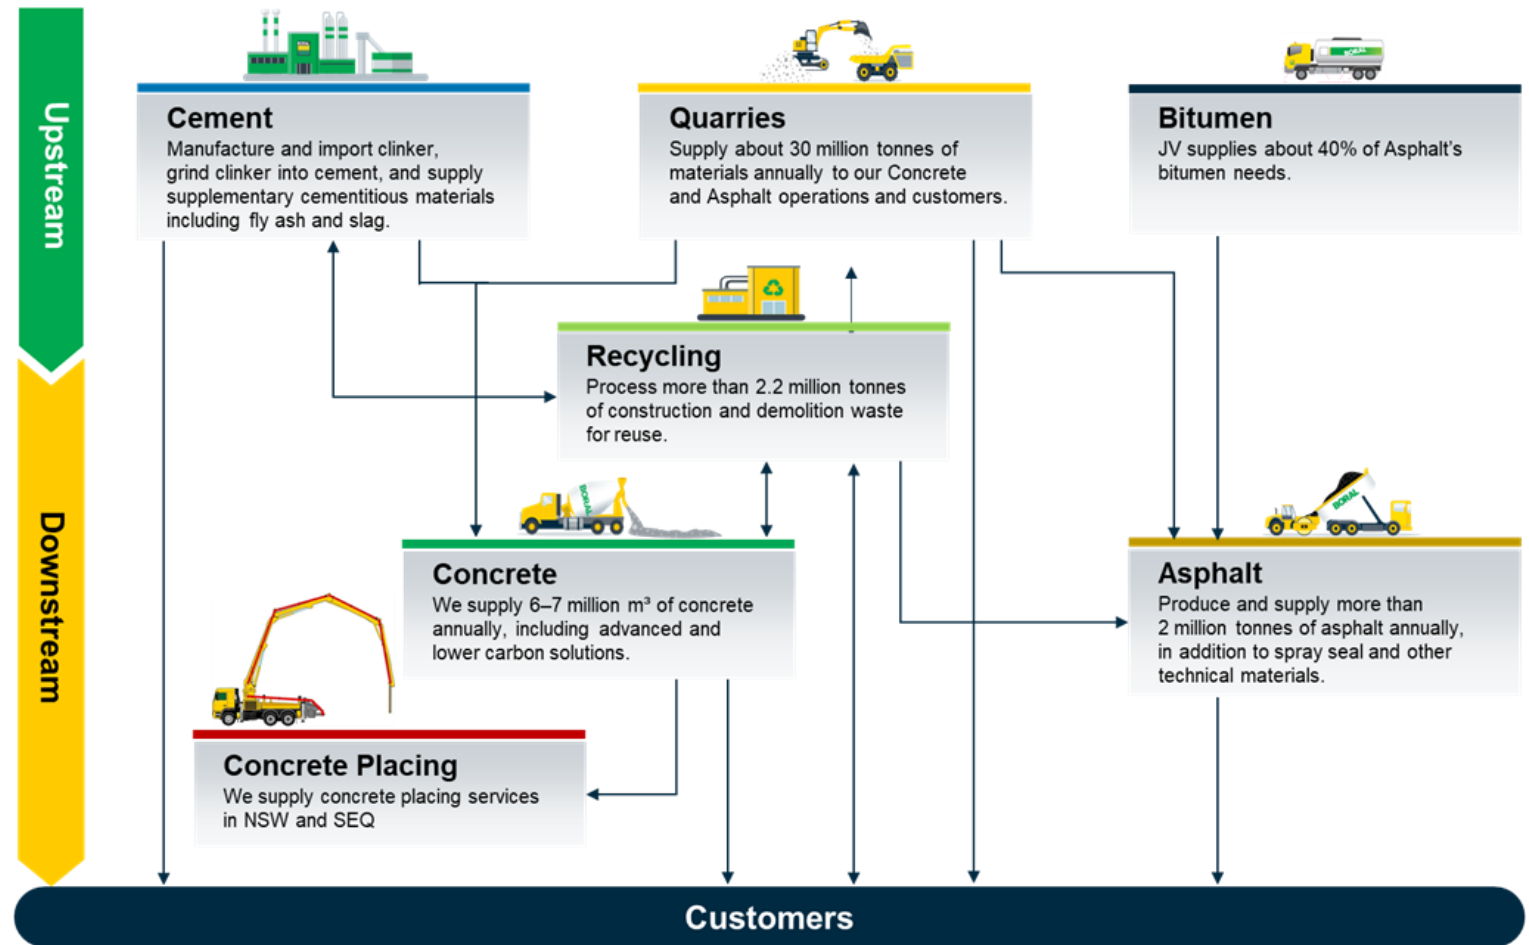 Upstream
Downstream
BORAL
Cement
Manufacture and import clinker,
grind clinker into cement, and supply
supplementary cementitious materials
including fly ash and slag.
Quarries
Supply about 30 million tonnes of
materials annually to our Concrete
and Asphalt operations and customers.
Bitumen
JV supplies about 40% of Asphalt’s
bitumen needs.
Recycling
Process more than 2.2 million tonnes
of construction and demolition waste
for reuse.
BORAL
BORAL
Concrete
We supply 6–7 million m³ of concrete
annually, including advanced and
lower carbon solutions.
Asphalt
Produce and supply more than
2 million tonnes of asphalt annually,
in addition to spray seal and other
technical materials.
Concrete Placing
We supply concrete placing services
in NSW and SEQ
Customers